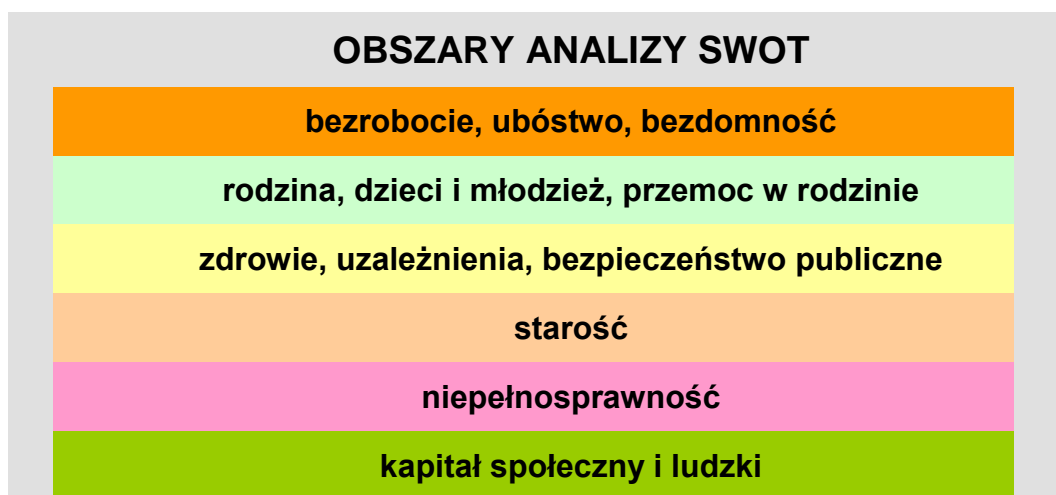 OBSZARY ANALIZY SWOT
bezrobocie, ubóstwo, bezdomność
rodzina, dzieci i młodzież, przemoc w rodzinie
zdrowie, uzależnienia, bezpieczeństwo publiczne
starość
niepełnosprawność
kapitał społeczny i ludzki